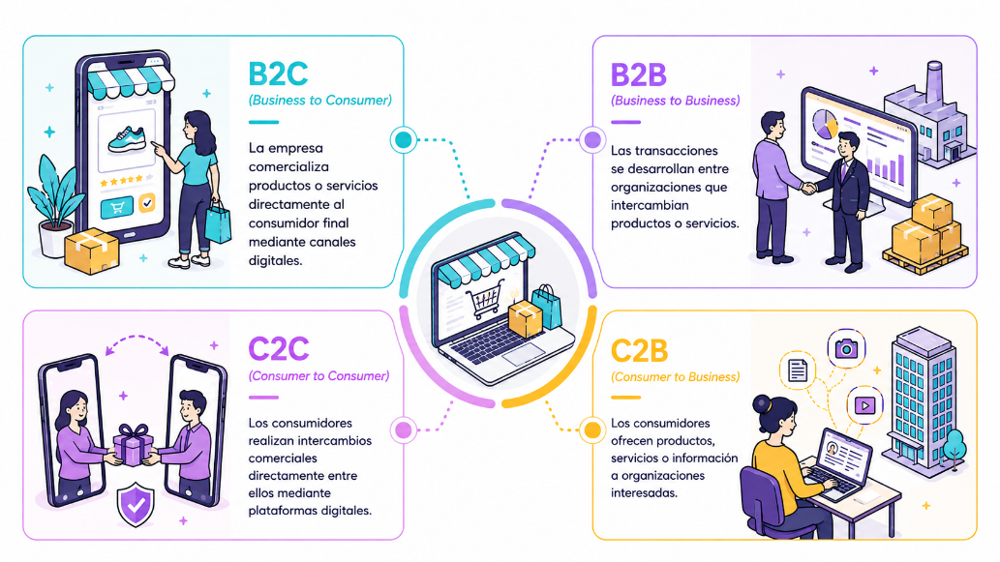 B2C
(Business to Consumer)
La empresa
comercializa
productos o servicios
directamente al
consumidor final
mediante canales
digitales.
B2B
(Business to Business)
Las transacciones
se desarrollan entre
organizaciones que
intercambian
productos o servicios.
C2C
(Consumer to Consumer)
Los consumidores
realizan intercambios
comerciales
directamente entre
ellos mediante
plataformas digitales.
C2B
(Consumer to Business)
Los consumidores
ofrecen productos,
servicios o información
a organizaciones
interesadas.